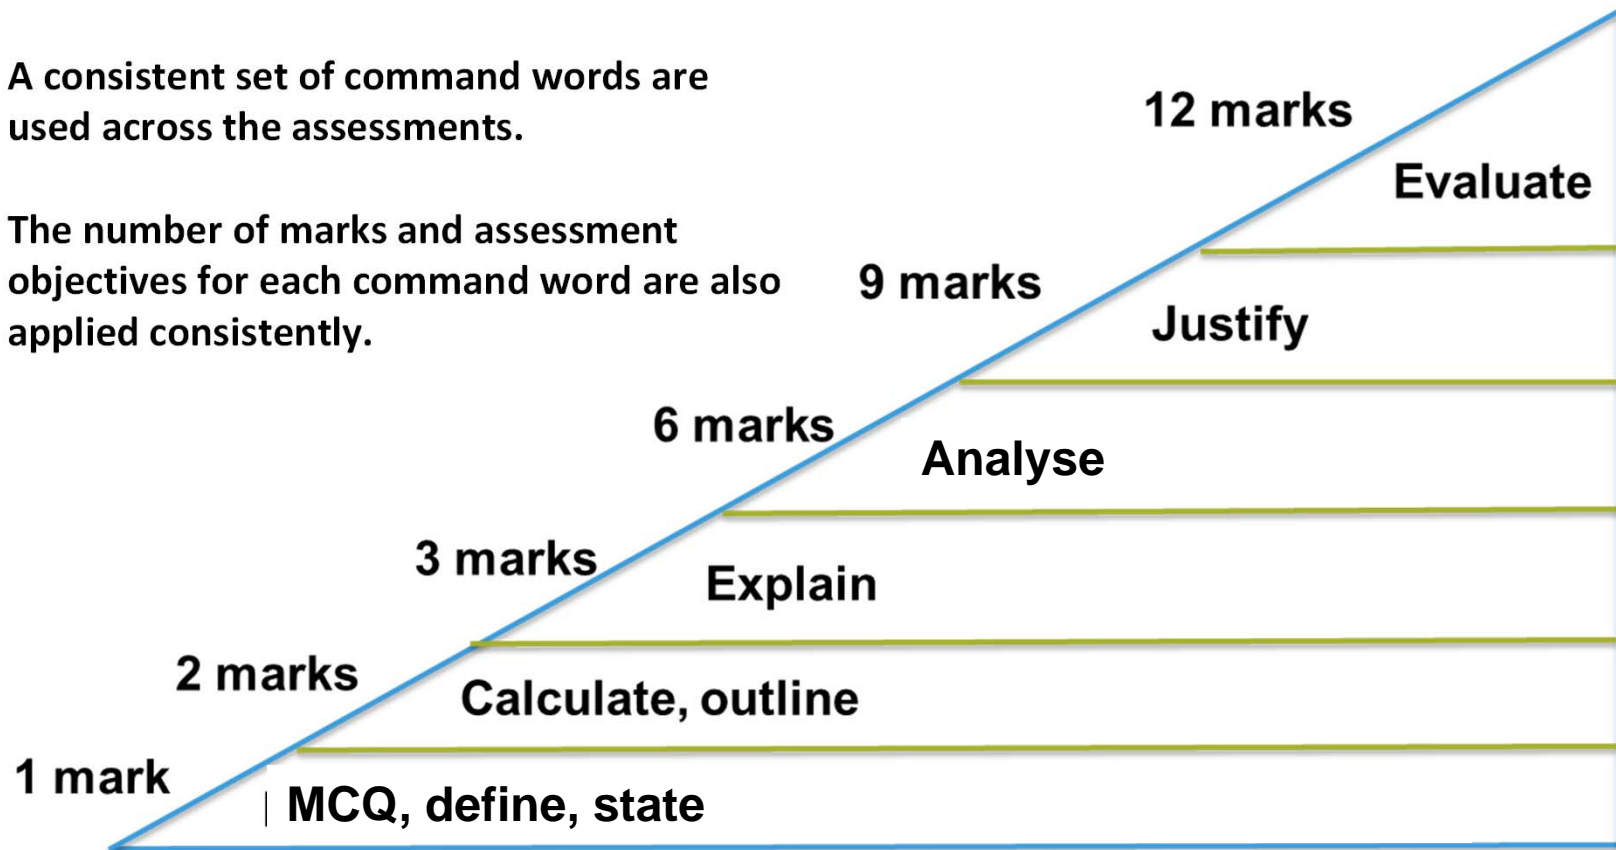 A consistent set of command words are
used across the assessments.
The number of marks and assessment
objectives for each command word are also
applied consistently.
12 marks
Evaluate
9 marks
Justify
6 marks
Analyse
3 marks
Explain
2 marks
Calculate, outline
1 mark
MCQ, define, state